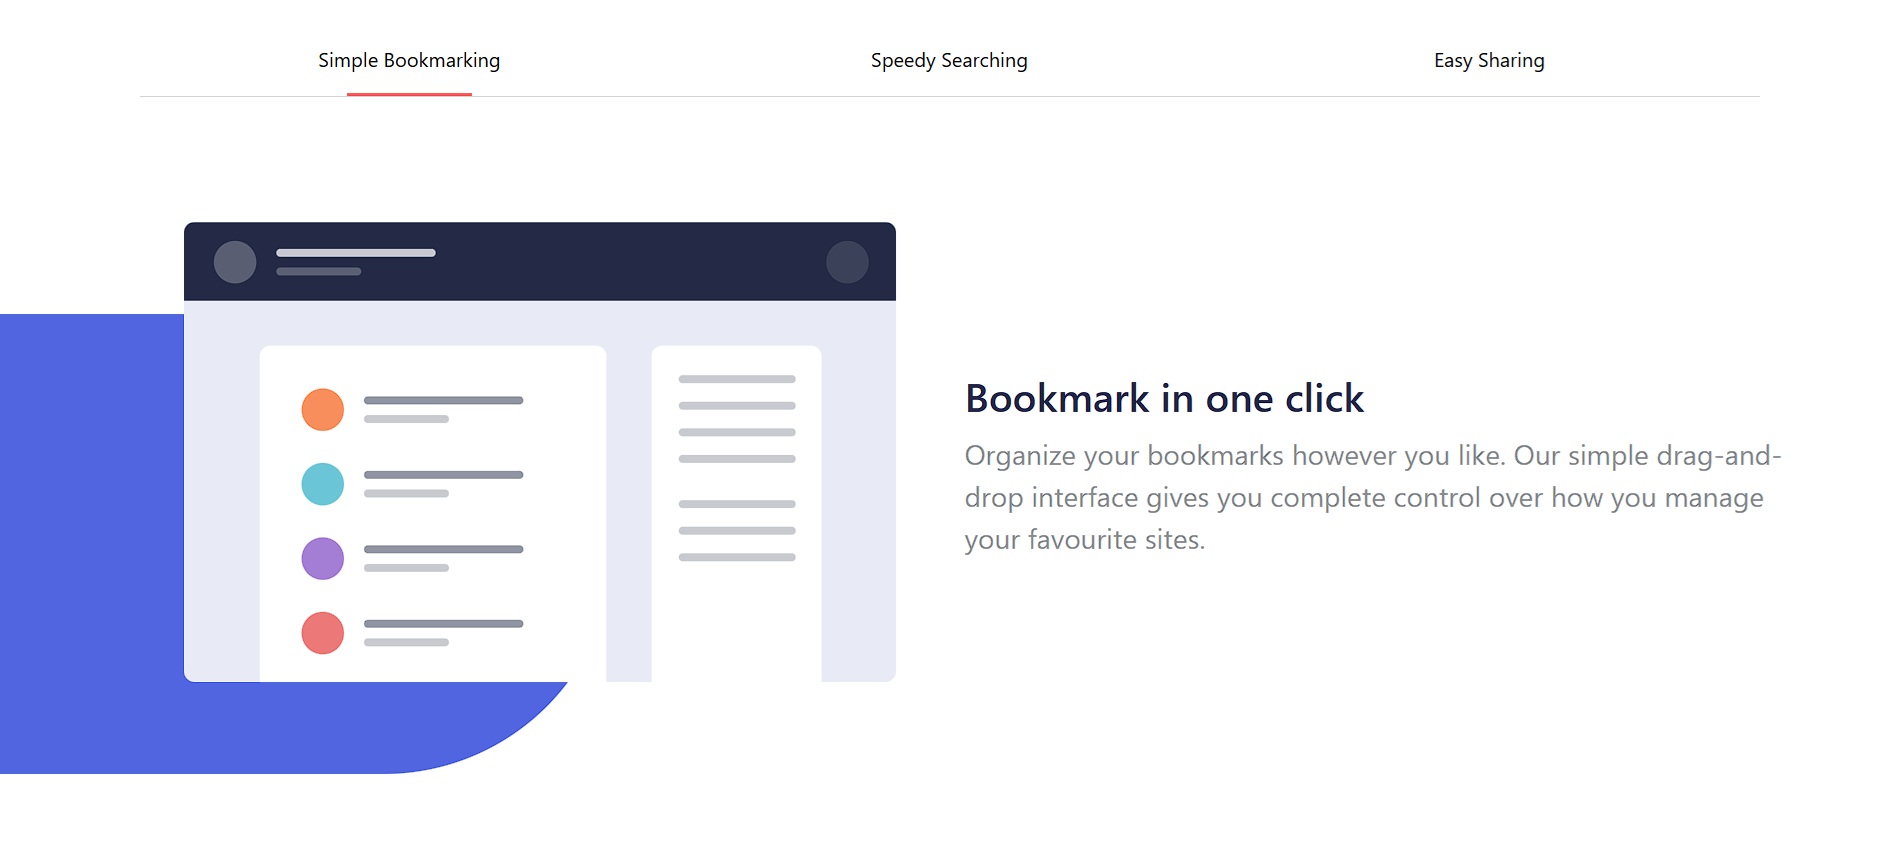 Simple Bookmarking
Speedy Searching
Easy Sharing
Bookmark in one click
Organize your bookmarks however you like. Our simple drag-and-
drop interface gives you complete control over how you manage
your favourite sites.